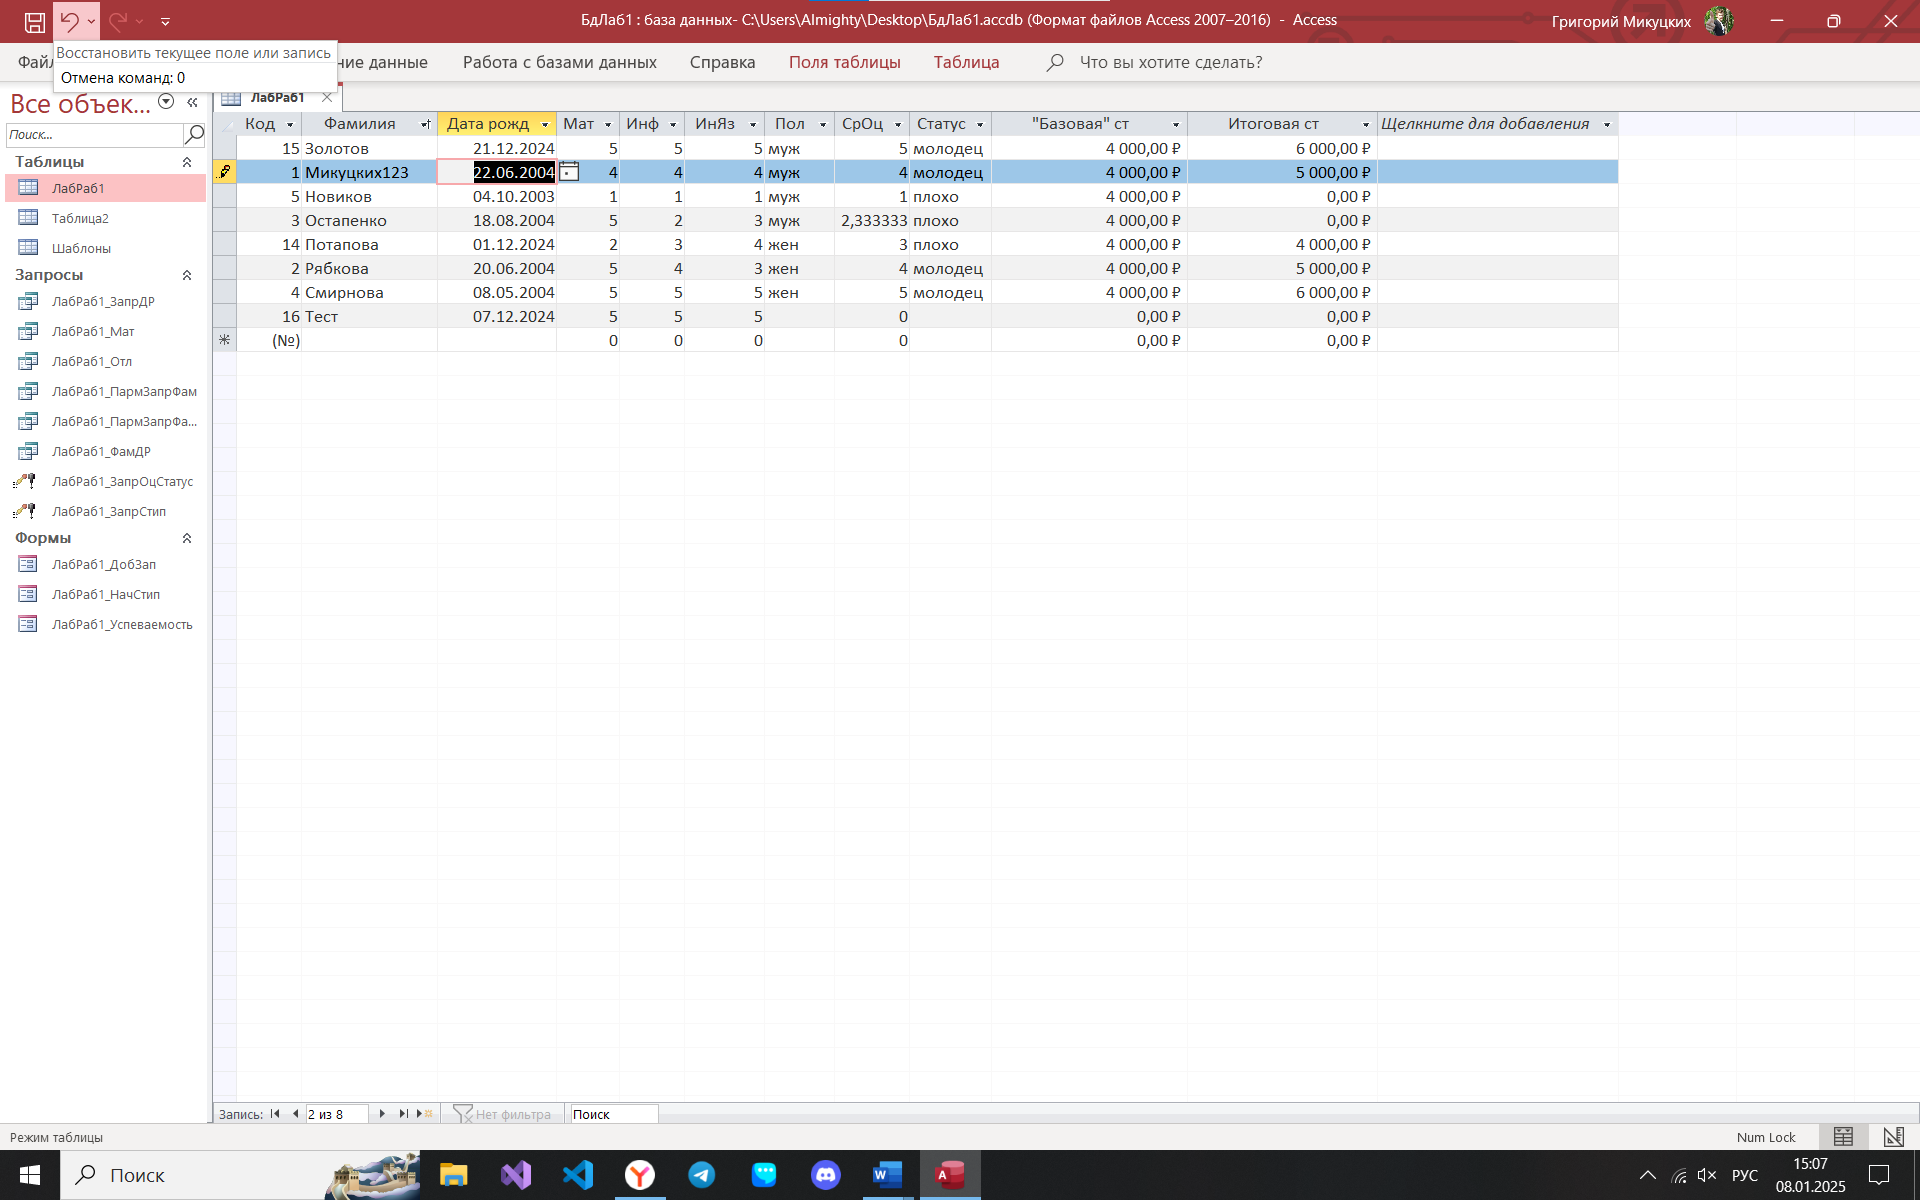 БдЛаб1 : база данных- C:\Users\Almighty\Desktop\БдЛаб1.accdb (Формат файлов Access 2007–2016)  -  Access
Григорий Микуцких
Восстановить текущее поле или запись
Отмена команд: 0
Файл
ние данные
Работа с базами данных
Справка
Поля таблицы
Таблица
Что вы хотите сделать?
Все объек...
Поиск...
Таблицы
ЛабРаб1
Таблица2
Шаблоны
Запросы
ЛабРаб1_ЗапрДР
ЛабРаб1_Мат
ЛабРаб1_Отл
ЛабРаб1_ПармЗапрФам
ЛабРаб1_ПармЗапрФа...
ЛабРаб1_ФамДР
ЛабРаб1_ЗапрОцСтатус
ЛабРаб1_ЗапрСтип
Формы
ЛабРаб1_ДобЗап
ЛабРаб1_НачСтип
ЛабРаб1_Успеваемость
ЛабРаб1
Код Фамилия Дата рожд Мат Инф ИнЯз Пол СрОц Статус "Базовая" ст Итоговая ст Щелкните для добавления
15 Золотов 21.12.2024 5 5 5 муж 5 молодец 4 000,00 ₽ 6 000,00 ₽
1 Микуцких123 22.06.2004 4 4 4 муж 4 молодец 4 000,00 ₽ 5 000,00 ₽
5 Новиков 04.10.2003 1 1 1 муж 1 плохо 4 000,00 ₽ 0,00 ₽
3 Остапенко 18.08.2004 5 2 3 муж 2,333333 плохо 4 000,00 ₽ 0,00 ₽
14 Потапова 01.12.2024 2 3 4 жен 3 плохо 4 000,00 ₽ 4 000,00 ₽
2 Рябкова 20.06.2004 5 4 3 жен 4 молодец 4 000,00 ₽ 5 000,00 ₽
4 Смирнова 08.05.2004 5 5 5 жен 5 молодец 4 000,00 ₽ 6 000,00 ₽
16 Тест 07.12.2024 5 5 5 0 0,00 ₽ 0,00 ₽
(№) 0 0 0 0 0,00 ₽ 0,00 ₽
Запись: 2 из 8 Нет фильтра Поиск
Режим таблицы
Num Lock
Поиск
РУС
15:07
08.01.2025